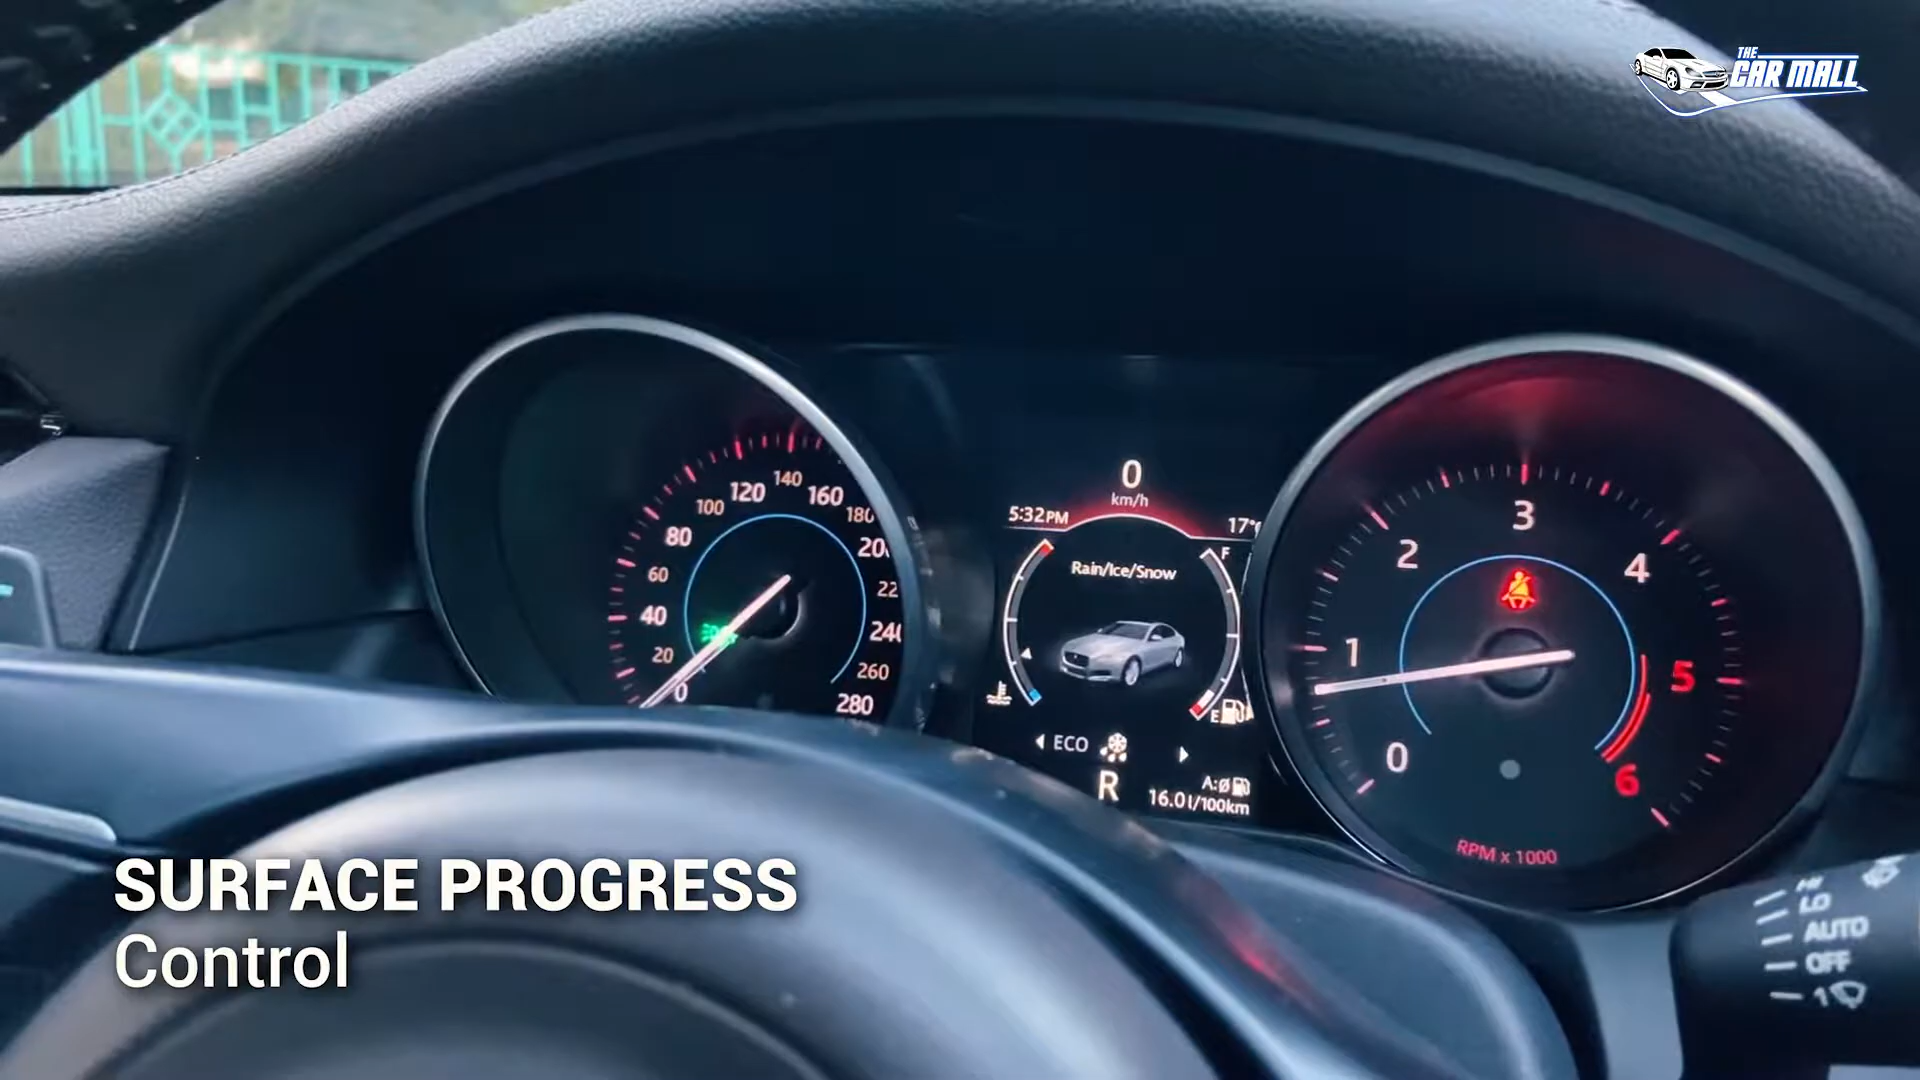 THE
CAR MALL
0
km/h
5:32PM
17°
Rain/Ice/Snow
F
E
ECO
R
A:Ø
16.0 l/100km
0
20
40
60
80
100
120
140
160
180
20
22
240
260
280
0
1
2
3
4
5
6
RPM x 1000
LO
AUTO
OFF
1
SURFACE PROGRESS
Control